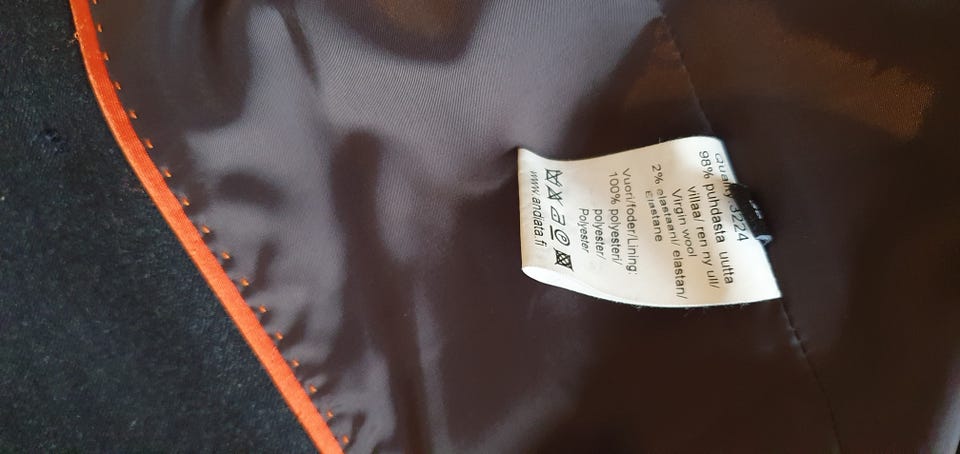 Quality 3224
98% puhdasta uutta
villaa/ ren ny ull/
Virgin wool
2% elastaani/ elastan/
Elastane
Vuori/foder/Lining:
100% polyesteri/
polyester/
Polyester
www.andiata.fi